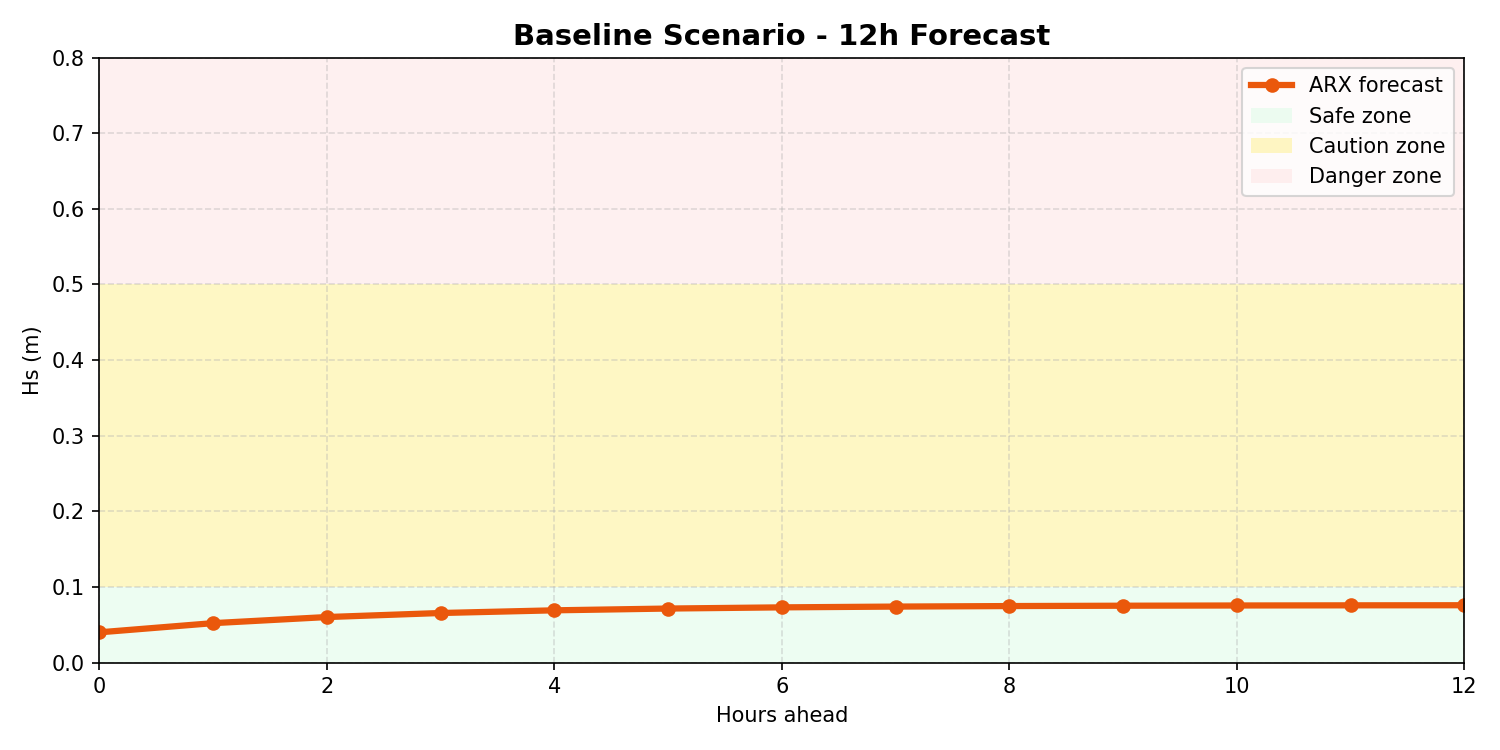 Baseline Scenario - 12h Forecast
ARX forecast
Safe zone
Caution zone
Danger zone
Hs (m)
0.8
0.7
0.6
0.5
0.4
0.3
0.2
0.1
0.0
0 2 4 6 8 10 12
Hours ahead